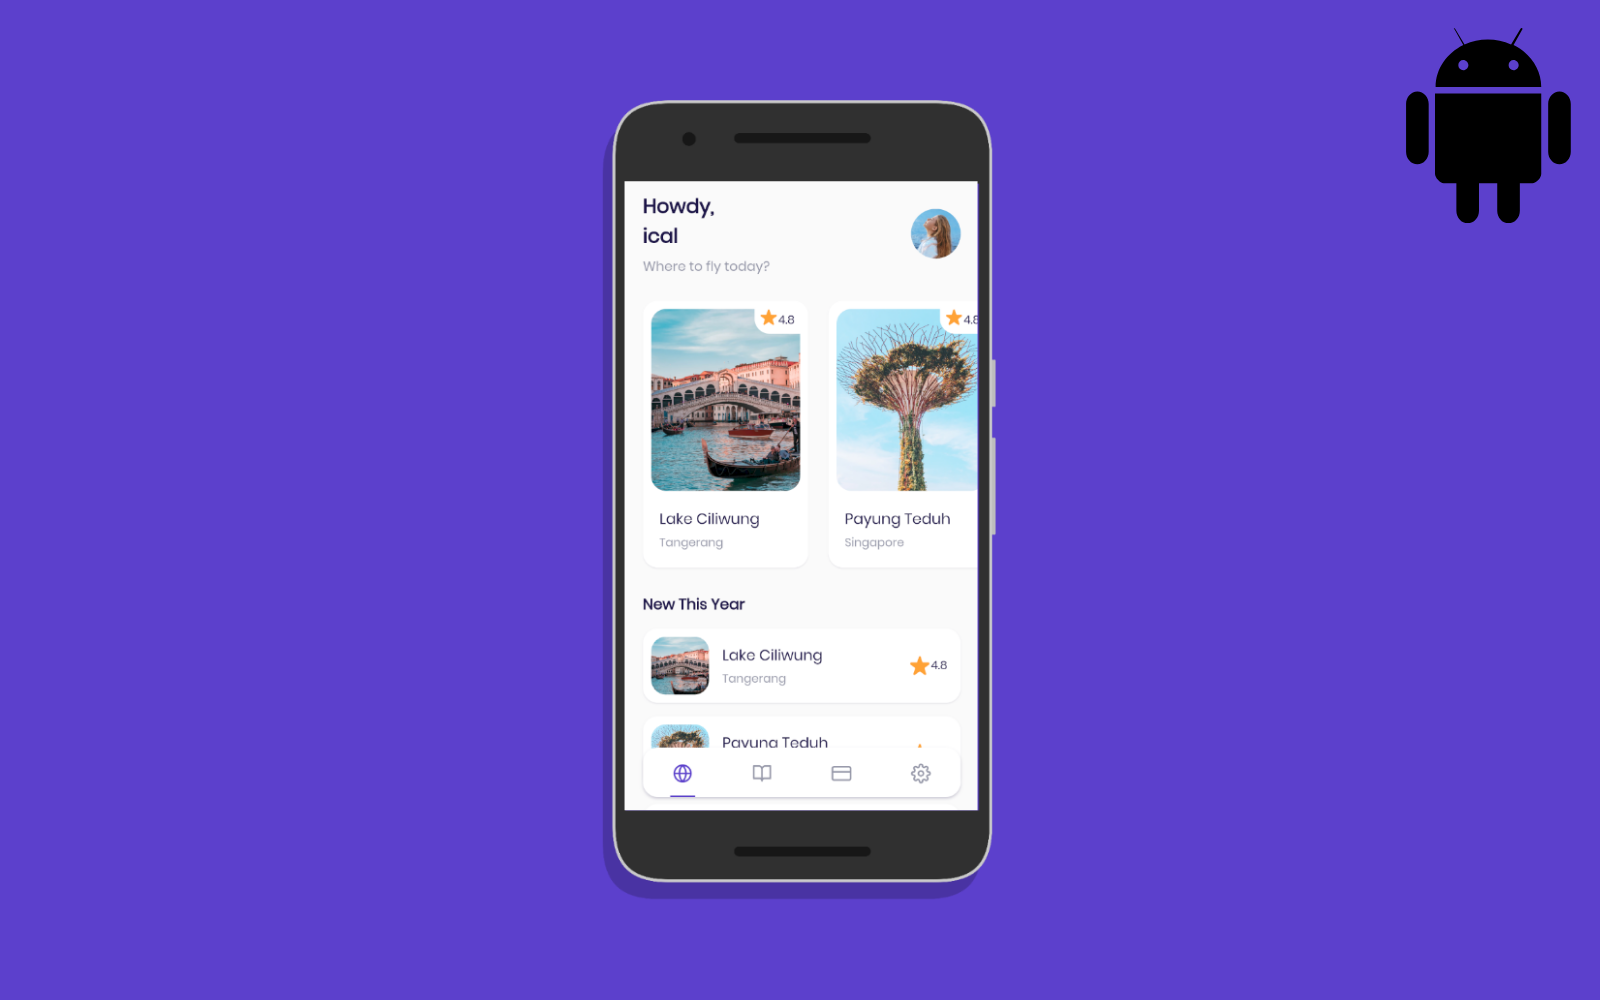 Howdy,
ical
Where to fly today?
4.8
4.8
Lake Ciliwung
Tangerang
Payung Teduh
Singapore
New This Year
Lake Ciliwung
Tangerang
4.8
Payung Teduh